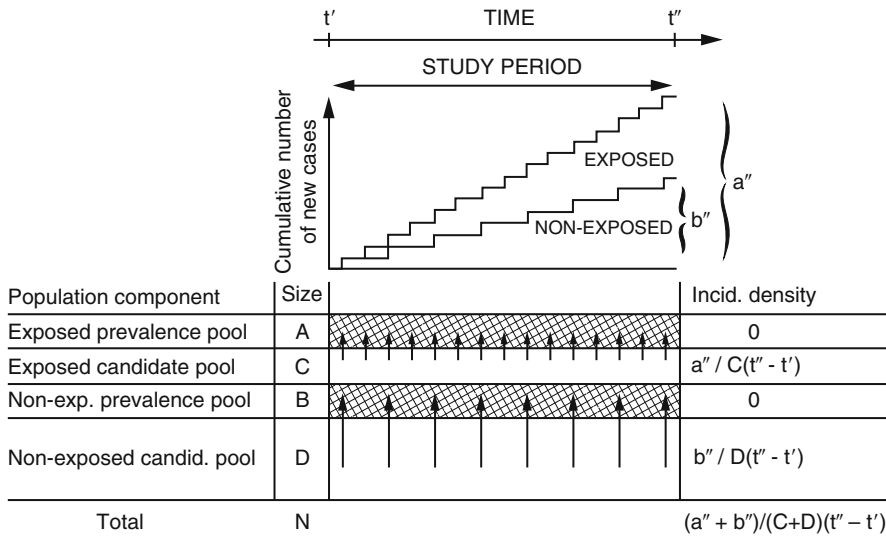 t′ TIME t″
STUDY PERIOD
Cumulative number
of new cases
EXPOSED
NON-EXPOSED
b″
a″
Population component Size Incid. density
Exposed prevalence pool A 0
Exposed candidate pool C a″ / C(t″ - t′)
Non-exp. prevalence pool B 0
Non-exposed candid. pool D b″ / D(t″ - t′)
Total N (a″ + b″)/(C+D)(t″ – t′)